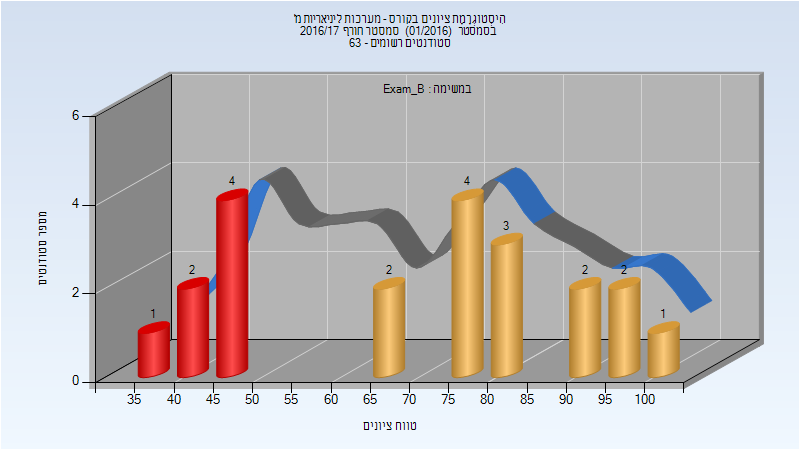 היסטוגרמת ציונים בקורס - מערכות ליניאריות מ'
בסמסטר (01/2016) סמסטר חורף 2016/17
סטודנטים רשומים - 63
במשימה : Exam_B
מספר סטודנטים
6
4
2
0
1
2
4
2
4
3
2
2
1
35 40 45 50 55 60 65 70 75 80 85 90 95 100
טווח ציונים